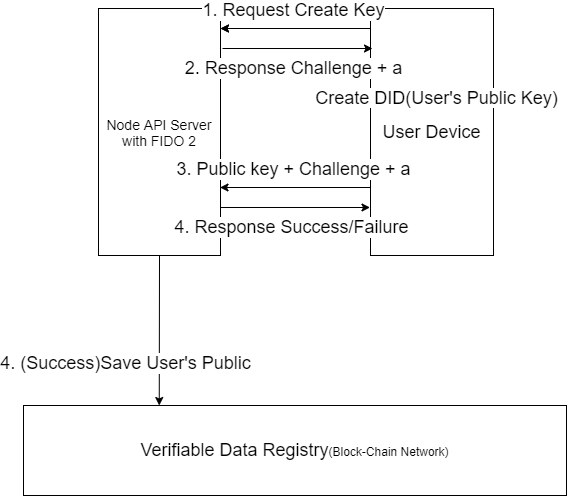 1. Request Create Key
2. Response Challenge + a
Create DID(User's Public Key)
Node API Server
with FIDO 2
User Device
3. Public key + Challenge + a
4. Response Success/Failure
4. (Success)Save User's Public
Verifiable Data Registry(Block-Chain Network)